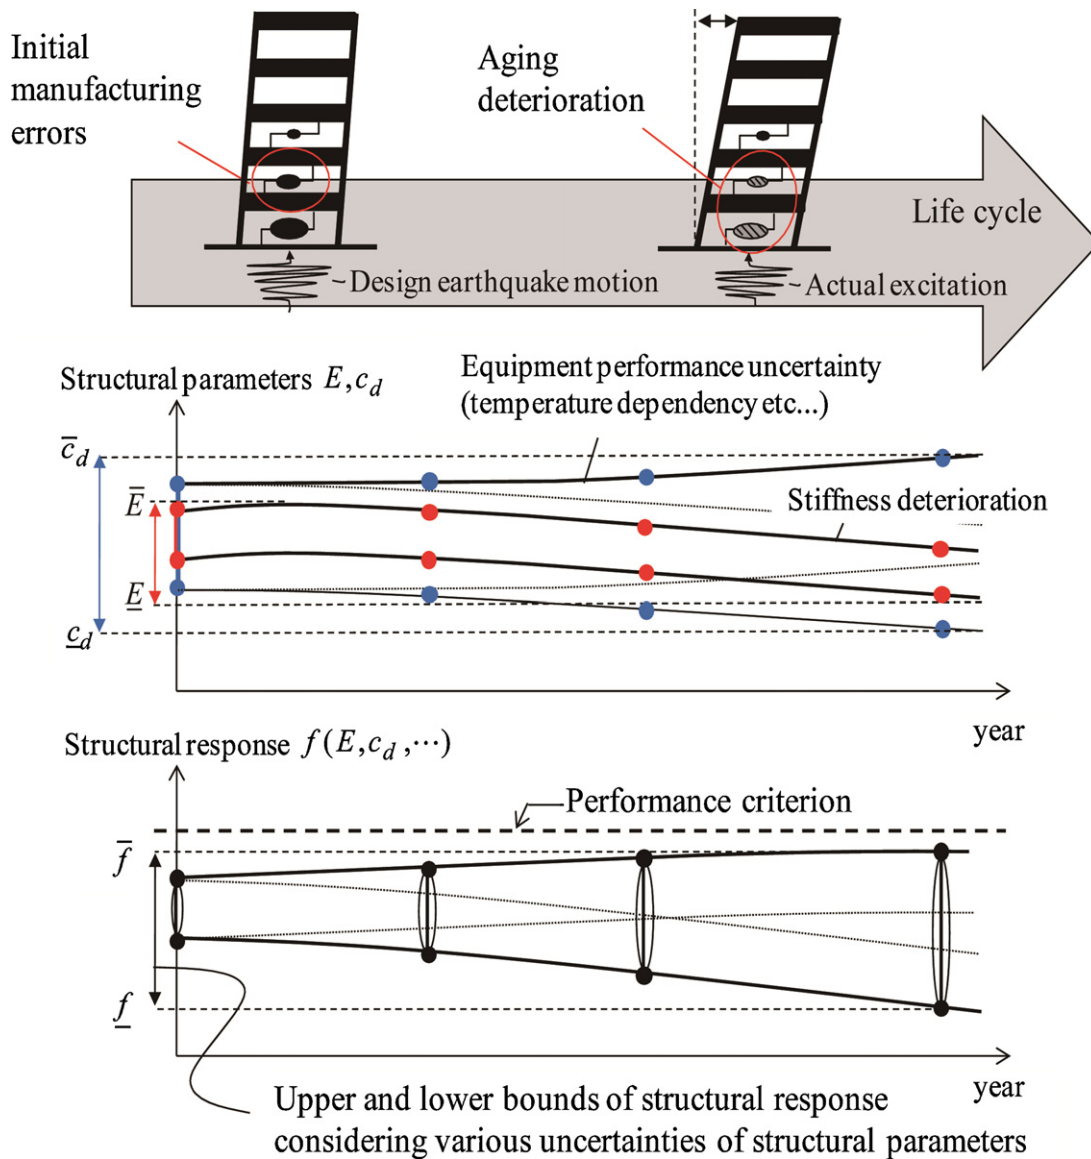 Initial
manufacturing
errors
Aging
deterioration
Life cycle
~Design earthquake motion
~Actual excitation
Structural parameters E, c_d
Equipment performance uncertainty
(temperature dependency etc...)
c̅_d
E̅
Stiffness deterioration
E̲
c̲_d
year
Structural response f(E, c_d, ⋯)
Performance criterion
f̅
f̲
year
Upper and lower bounds of structural response
considering various uncertainties of structural parameters